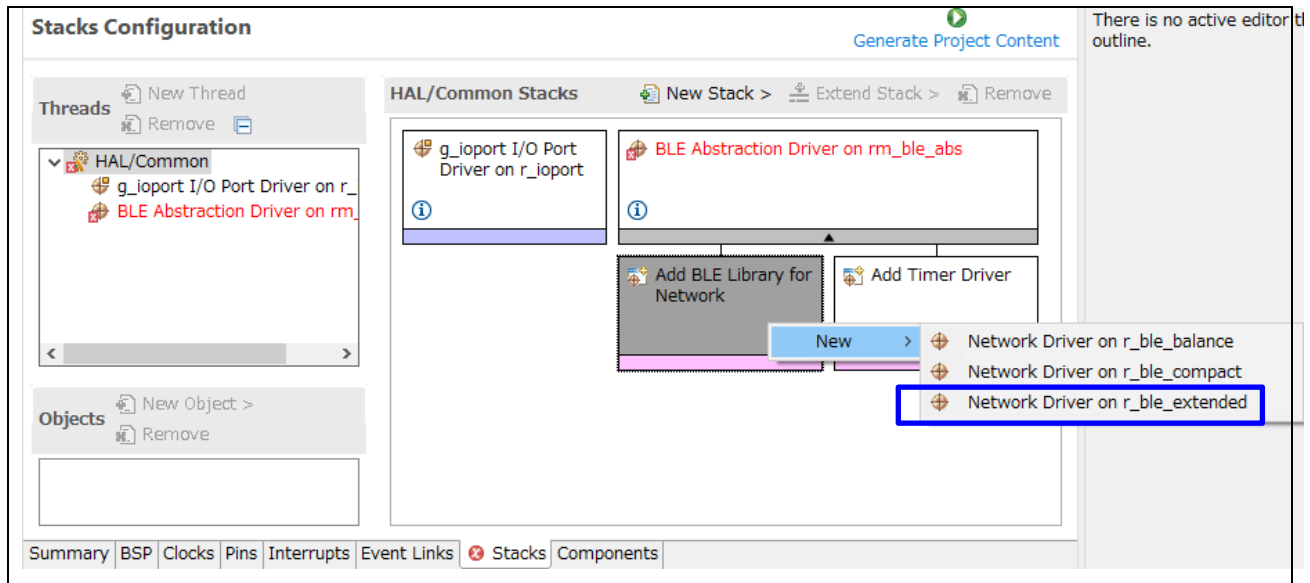 Stacks Configuration
Generate Project Content
There is no active editor th
outline.
Threads
New Thread
Remove
HAL/Common
g_ioport I/O Port Driver on r_
BLE Abstraction Driver on rm_
Objects
New Object >
Remove
HAL/Common Stacks
New Stack >
Extend Stack >
Remove
g_ioport I/O Port
Driver on r_ioport
BLE Abstraction Driver on rm_ble_abs
Add BLE Library for
Network
Add Timer Driver
New >
Network Driver on r_ble_balance
Network Driver on r_ble_compact
Network Driver on r_ble_extended
Summary BSP Clocks Pins Interrupts Event Links Stacks Components